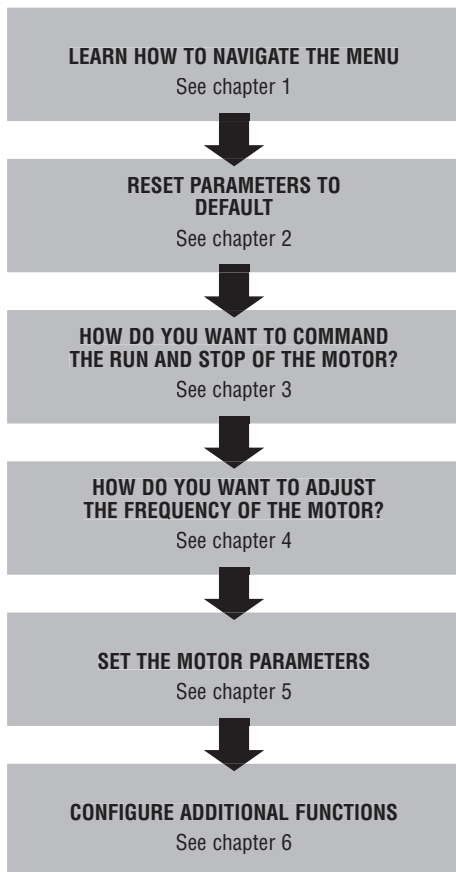 LEARN HOW TO NAVIGATE THE MENU
See chapter 1
RESET PARAMETERS TO
DEFAULT
See chapter 2
HOW DO YOU WANT TO COMMAND
THE RUN AND STOP OF THE MOTOR?
See chapter 3
HOW DO YOU WANT TO ADJUST
THE FREQUENCY OF THE MOTOR?
See chapter 4
SET THE MOTOR PARAMETERS
See chapter 5
CONFIGURE ADDITIONAL FUNCTIONS
See chapter 6